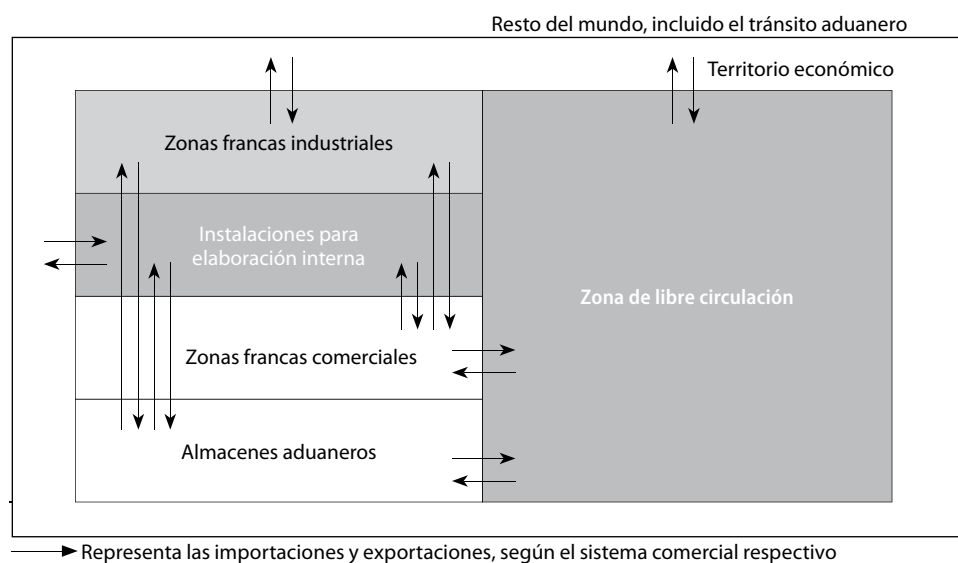 Resto del mundo, incluido el tránsito aduanero
Territorio económico
Zonas francas industriales
Instalaciones para
elaboración interna
Zona de libre circulación
Zonas francas comerciales
Almacenes aduaneros
Representa las importaciones y exportaciones, según el sistema comercial respectivo